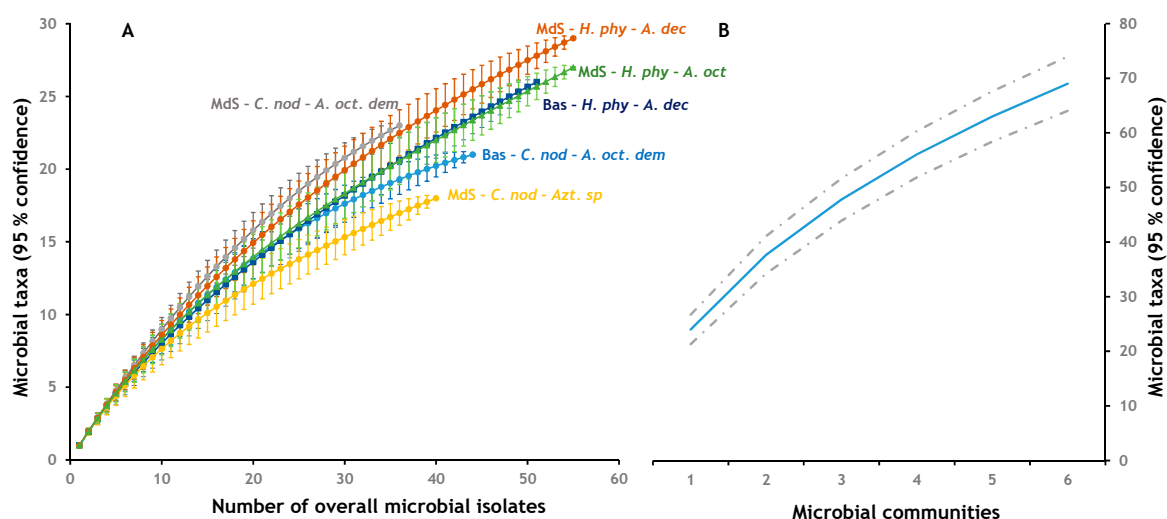 A
B
MdS - H. phy - A. dec
MdS - H. phy - A. oct
MdS - C. nod - A. oct. dem
Bas - H. phy - A. dec
Bas - C. nod - A. oct. dem
MdS - C. nod - Azt. sp
Microbial taxa (95 % confidence)
30
25
20
15
10
5
0
0 10 20 30 40 50 60
Number of overall microbial isolates
80
70
60
50
40
30
20
10
0
1 2 3 4 5 6
Microbial communities
Microbial taxa (95 % confidence)